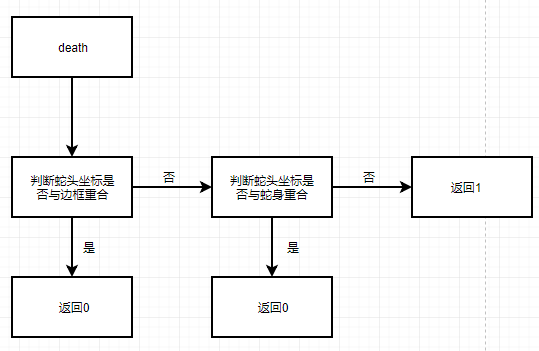 death
判断蛇头坐标是
否与边框重合
否
判断蛇头坐标是
否与蛇身重合
否
返回1
是
是
返回0
返回0